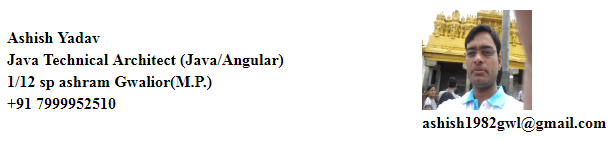 Ashish Yadav
Java Technical Architect (Java/Angular)
1/12 sp ashram Gwalior(M.P.)
+91 7999952510
ashish1982gwl@gmail.com